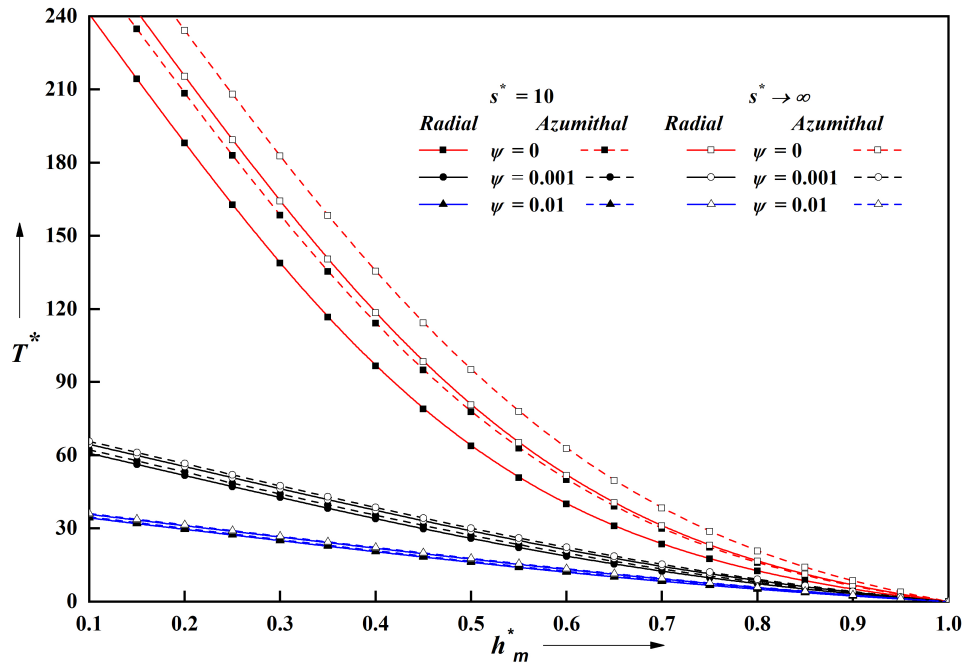 240
210
180
150
120
90
60
30
0
T*
s* = 10 s* → ∞
Radial Azumithal Radial Azumithal
ψ = 0 ψ = 0
ψ = 0.001 ψ = 0.001
ψ = 0.01 ψ = 0.01
0.1 0.2 0.3 0.4 0.5 0.6 0.7 0.8 0.9 1.0
h*m